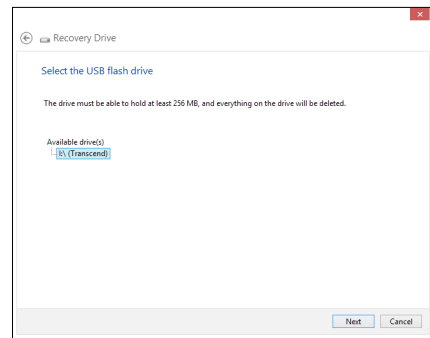 Recovery Drive
Select the USB flash drive
The drive must be able to hold at least 256 MB, and everything on the drive will be deleted.
Available drive(s)
I:\ (Transcend)
Next Cancel